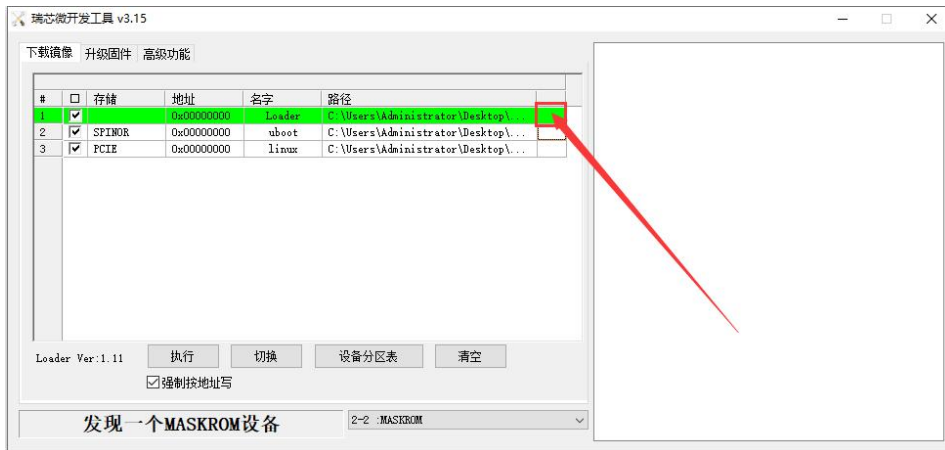 瑞芯微开发工具 v3.15
下载镜像 升级固件 高级功能
# 存储 地址 名字 路径
1 0x00000000 Loader C:\Users\Administrator\Desktop\...
2 SPINOR 0x00000000 uboot C:\Users\Administrator\Desktop\...
3 PCIE 0x00000000 linux C:\Users\Administrator\Desktop\...
Loader Ver:1.11 执行 切换 设备分区表 清空
强制按地址写
发现一个MASKROM设备 2-2 :MASKROM